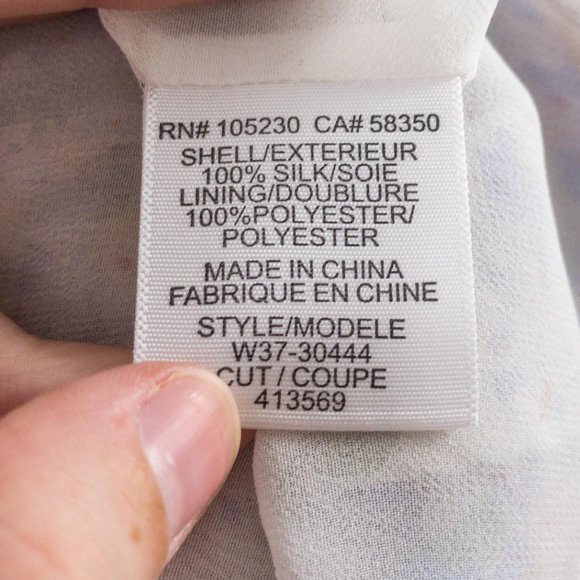 RN# 105230 CA# 58350
SHELL/EXTERIEUR
100% SILK/SOIE
LINING/DOUBLURE
100%POLYESTER/
POLYESTER
MADE IN CHINA
FABRIQUE EN CHINE
STYLE/MODELE
W37-30444
CUT / COUPE
413569